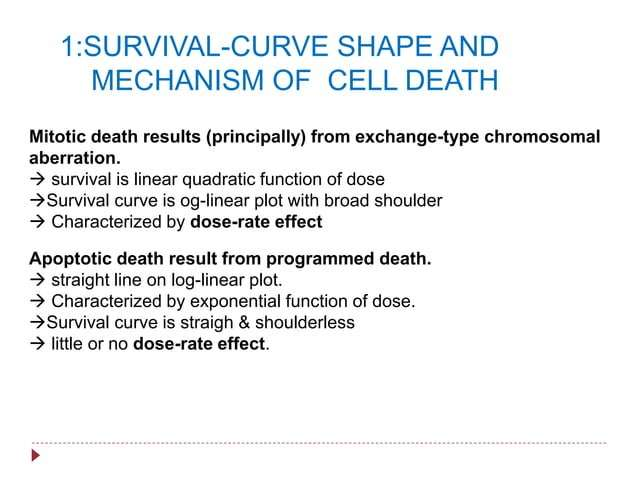 1:SURVIVAL-CURVE SHAPE AND
MECHANISM OF CELL DEATH
Mitotic death results (principally) from exchange-type chromosomal
aberration.
→ survival is linear quadratic function of dose
→Survival curve is og-linear plot with broad shoulder
→ Characterized by dose-rate effect
Apoptotic death result from programmed death.
→ straight line on log-linear plot.
→ Characterized by exponential function of dose.
→Survival curve is straigh & shoulderless
→ little or no dose-rate effect.